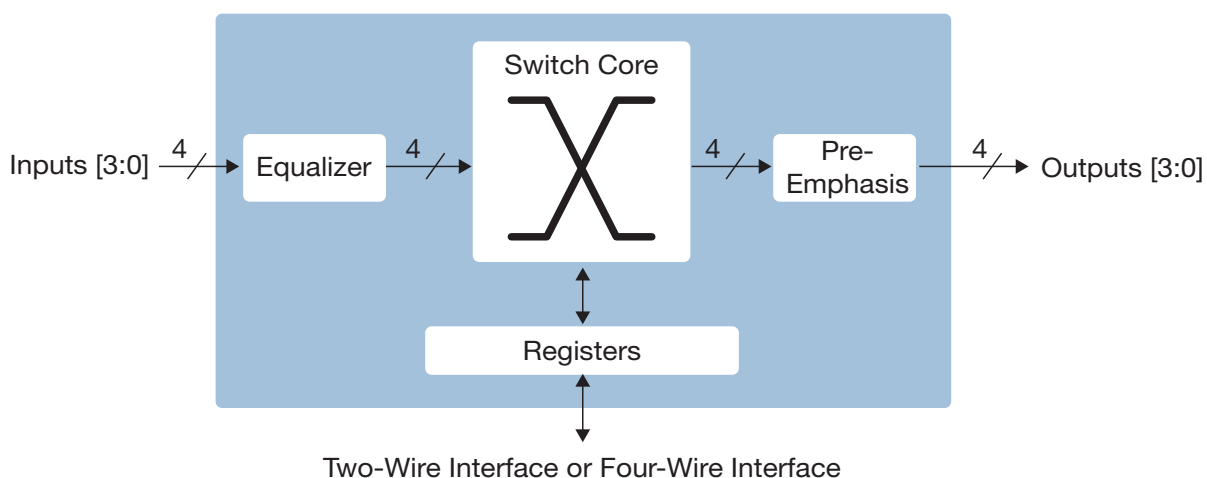 Switch Core
Inputs [3:0]
4
Equalizer
4
4
Pre-
Emphasis
4
Outputs [3:0]
Registers
Two-Wire Interface or Four-Wire Interface